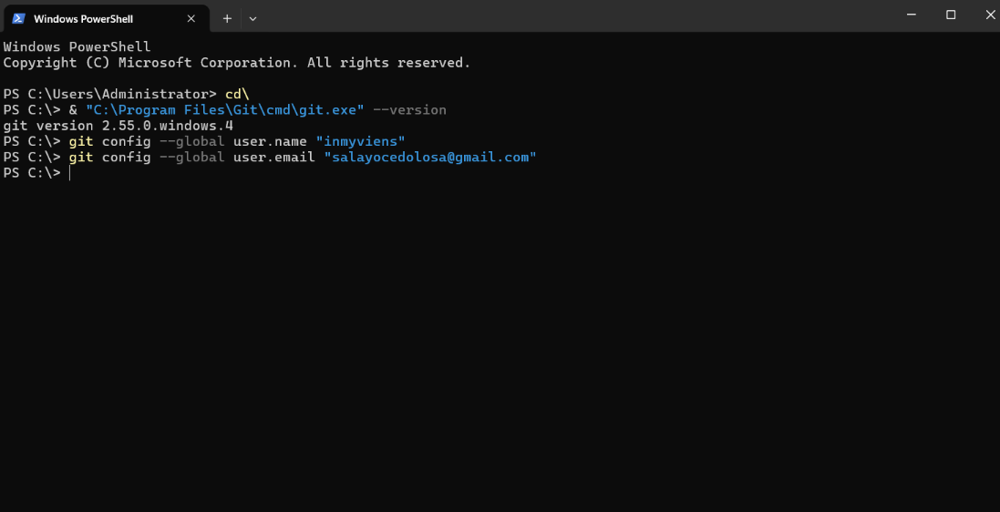 Windows PowerShell
Windows PowerShell
Copyright (C) Microsoft Corporation. All rights reserved.
PS C:\Users\Administrator> cd\
PS C:\> & "C:\Program Files\Git\cmd\git.exe" --version
git version 2.55.0.windows.4
PS C:\> git config --global user.name "inmyviens"
PS C:\> git config --global user.email "salayocedolosa@gmail.com"
PS C:\>